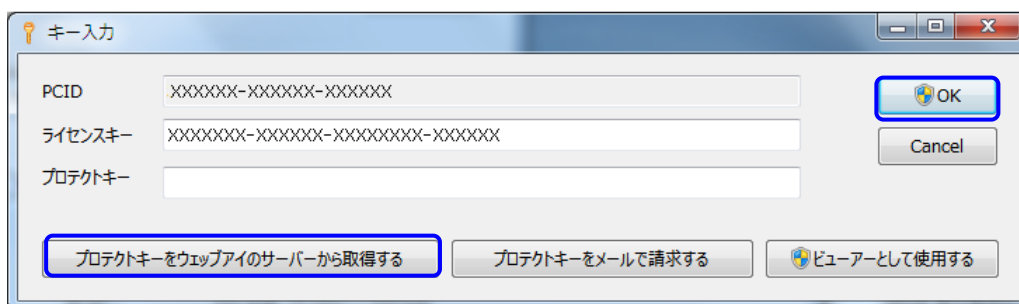 キー入力
PCID XXXXXX-XXXXXX-XXXXXX
OK
ライセンスキー XXXXXXX-XXXXXX-XXXXXXXX-XXXXXX
Cancel
プロテクトキー
プロテクトキーをウェッブアイのサーバーから取得する プロテクトキーをメールで請求する ビューアーとして使用する